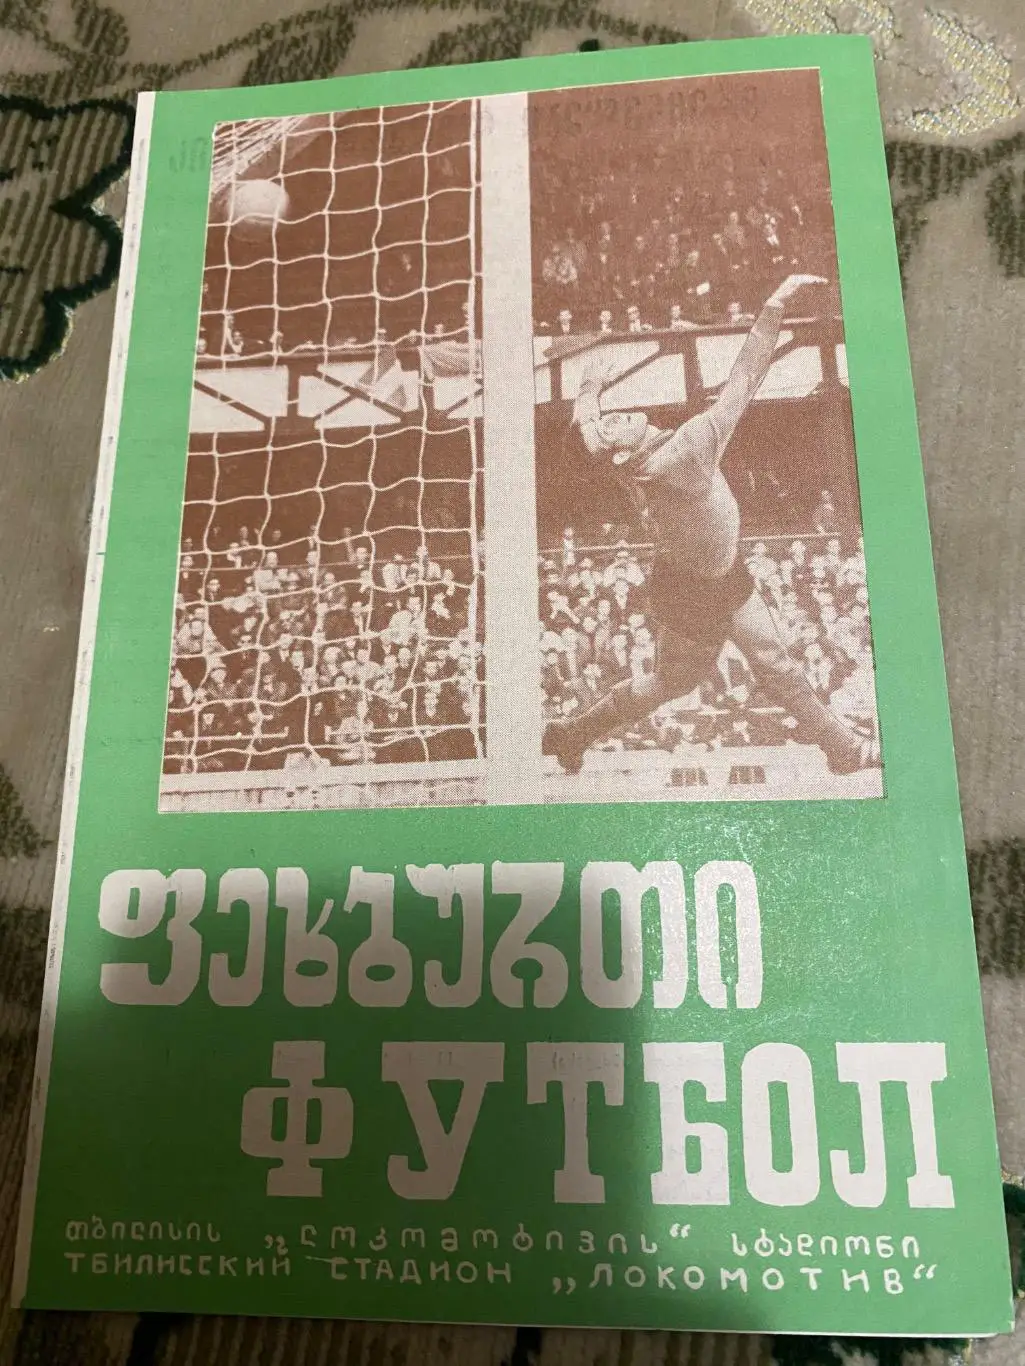 ფეხბურთი
ФУТБОЛ
თბილისის „ლოკომოტივის“ სტადიონი
ТБИЛИССКИЙ СТАДИОН „ЛОКОМОТИВ“